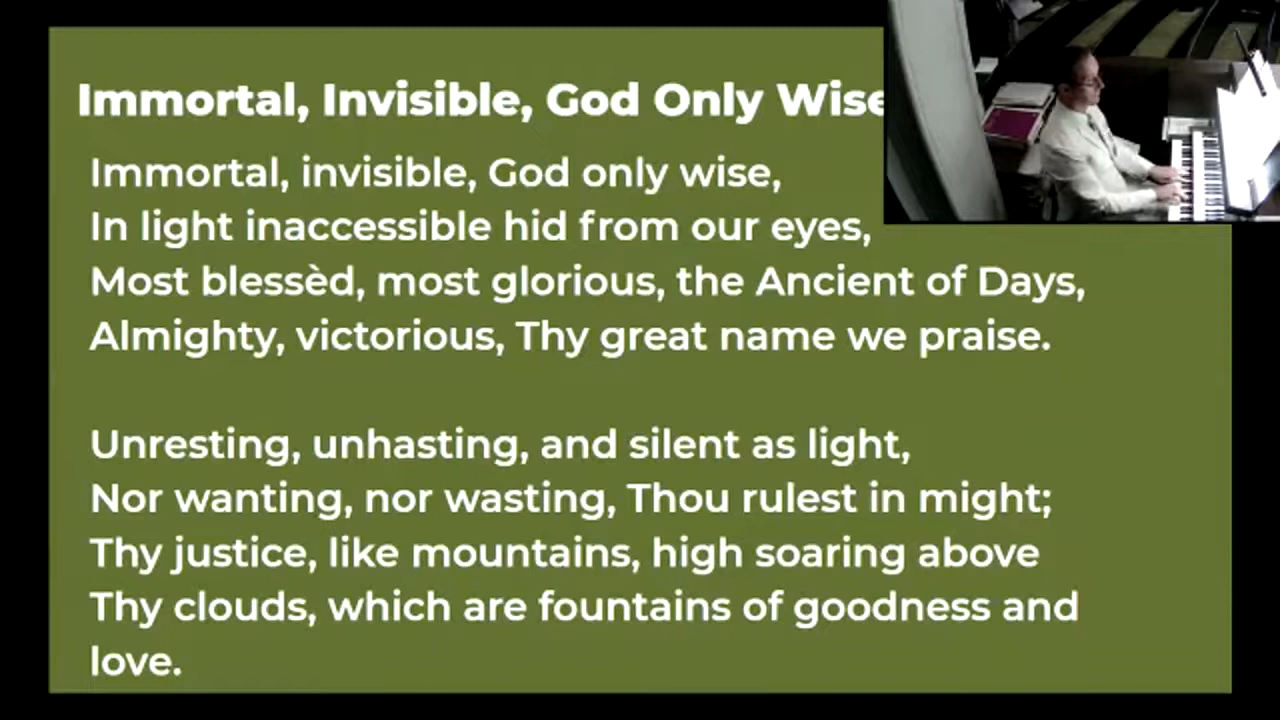 Immortal, Invisible, God Only Wise
Immortal, invisible, God only wise,
In light inaccessible hid from our eyes,
Most blessèd, most glorious, the Ancient of Days,
Almighty, victorious, Thy great name we praise.
Unresting, unhasting, and silent as light,
Nor wanting, nor wasting, Thou rulest in might;
Thy justice, like mountains, high soaring above
Thy clouds, which are fountains of goodness and
love.